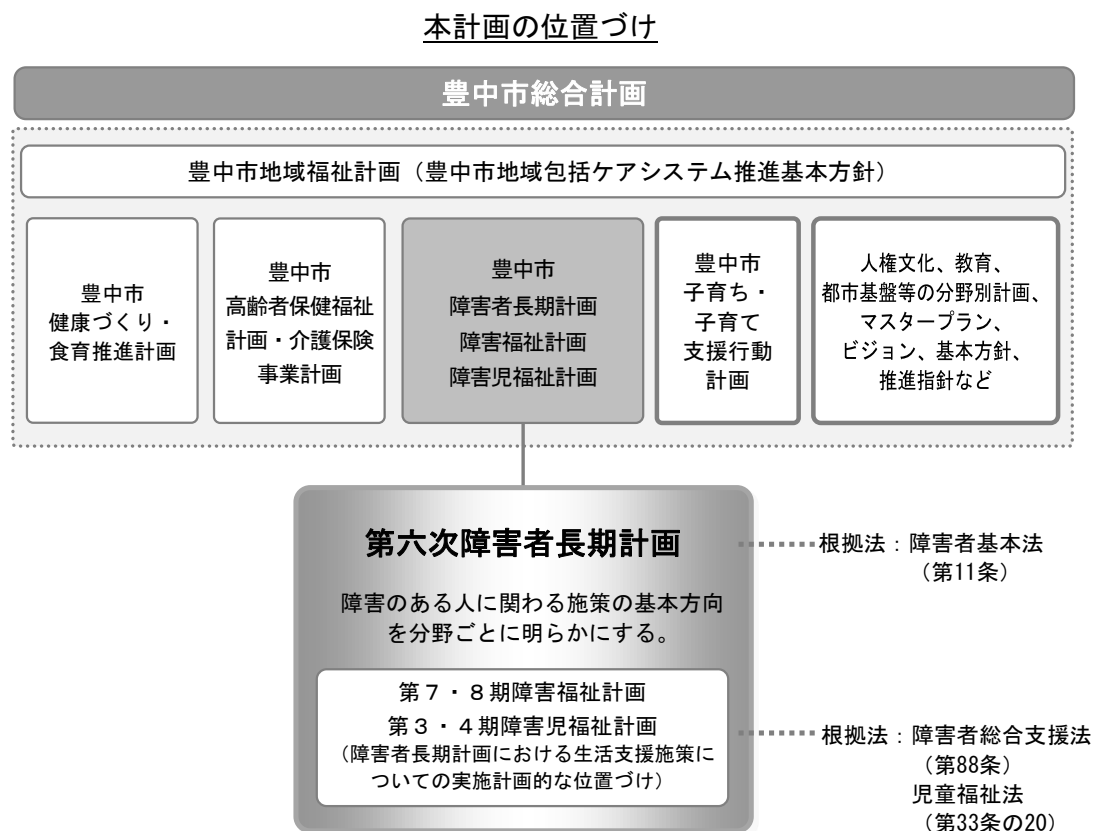 本計画の位置づけ
豊中市総合計画
豊中市地域福祉計画（豊中市地域包括ケアシステム推進基本方針）
豊中市
健康づくり・
食育推進計画
豊中市
高齢者保健福祉
計画・介護保険
事業計画
豊中市
障害者長期計画
障害福祉計画
障害児福祉計画
豊中市
子育ち・
子育て
支援行動
計画
人権文化、教育、
都市基盤等の分野別計画、
マスタープラン、
ビジョン、基本方針、
推進指針など
第六次障害者長期計画
障害のある人に関わる施策の基本方向
を分野ごとに明らかにする。
根拠法：障害者基本法
（第11条）
第７・８期障害福祉計画
第３・４期障害児福祉計画
（障害者長期計画における生活支援施策に
ついての実施計画的な位置づけ）
根拠法：障害者総合支援法
（第88条）
児童福祉法
（第33条の20）